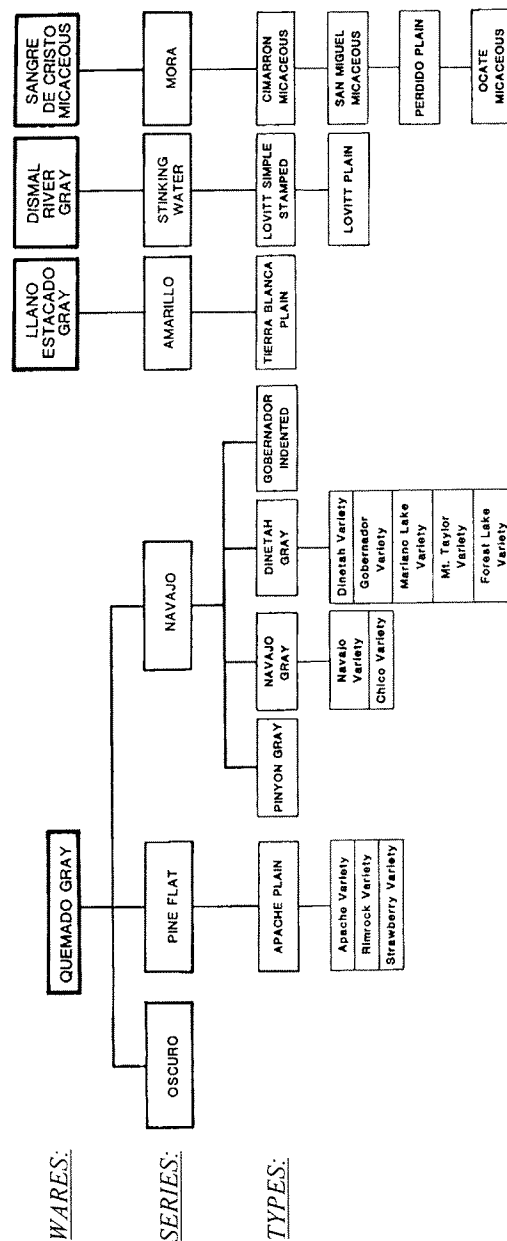 WARES:
QUEMADO GRAY
LLANO
ESTACADO
GRAY
DISMAL
RIVER
GRAY
SANGRE
DE CRISTO
MICACEOUS
SERIES:
OSCURO
PINE FLAT
NAVAJO
AMARILLO
STINKING
WATER
MORA
TYPES:
APACHE PLAIN
PINYON GRAY
NAVAJO
GRAY
DINETAH
GRAY
GOBERNADOR
INDENTED
TIERRA BLANCA
PLAIN
LOVITT SIMPLE
STAMPED
CIMARRON
MICACEOUS
Apache Variety
Rimrock Variety
Strawberry Variety
Navajo
Variety
Chico Variety
Dinetah Variety
Gobernador
Variety
Mariano Lake
Variety
Mt. Taylor
Variety
Forest Lake
Variety
LOVITT PLAIN
SAN MIGUEL
MICACEOUS
PERDIDO PLAIN
OCATE
MICACEOUS